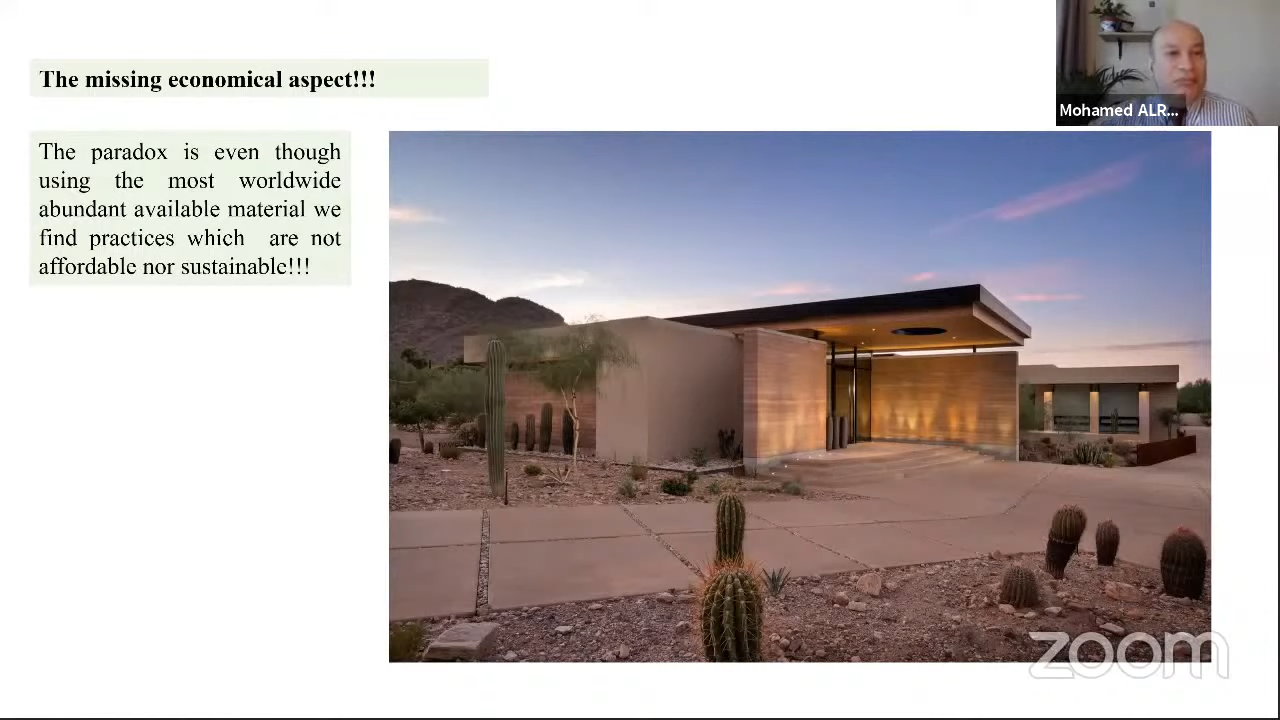 The missing economical aspect!!!
Mohamed ALR...
The paradox is even though
using the most worldwide
abundant available material we
find practices which are not
affordable nor sustainable!!!
zoom